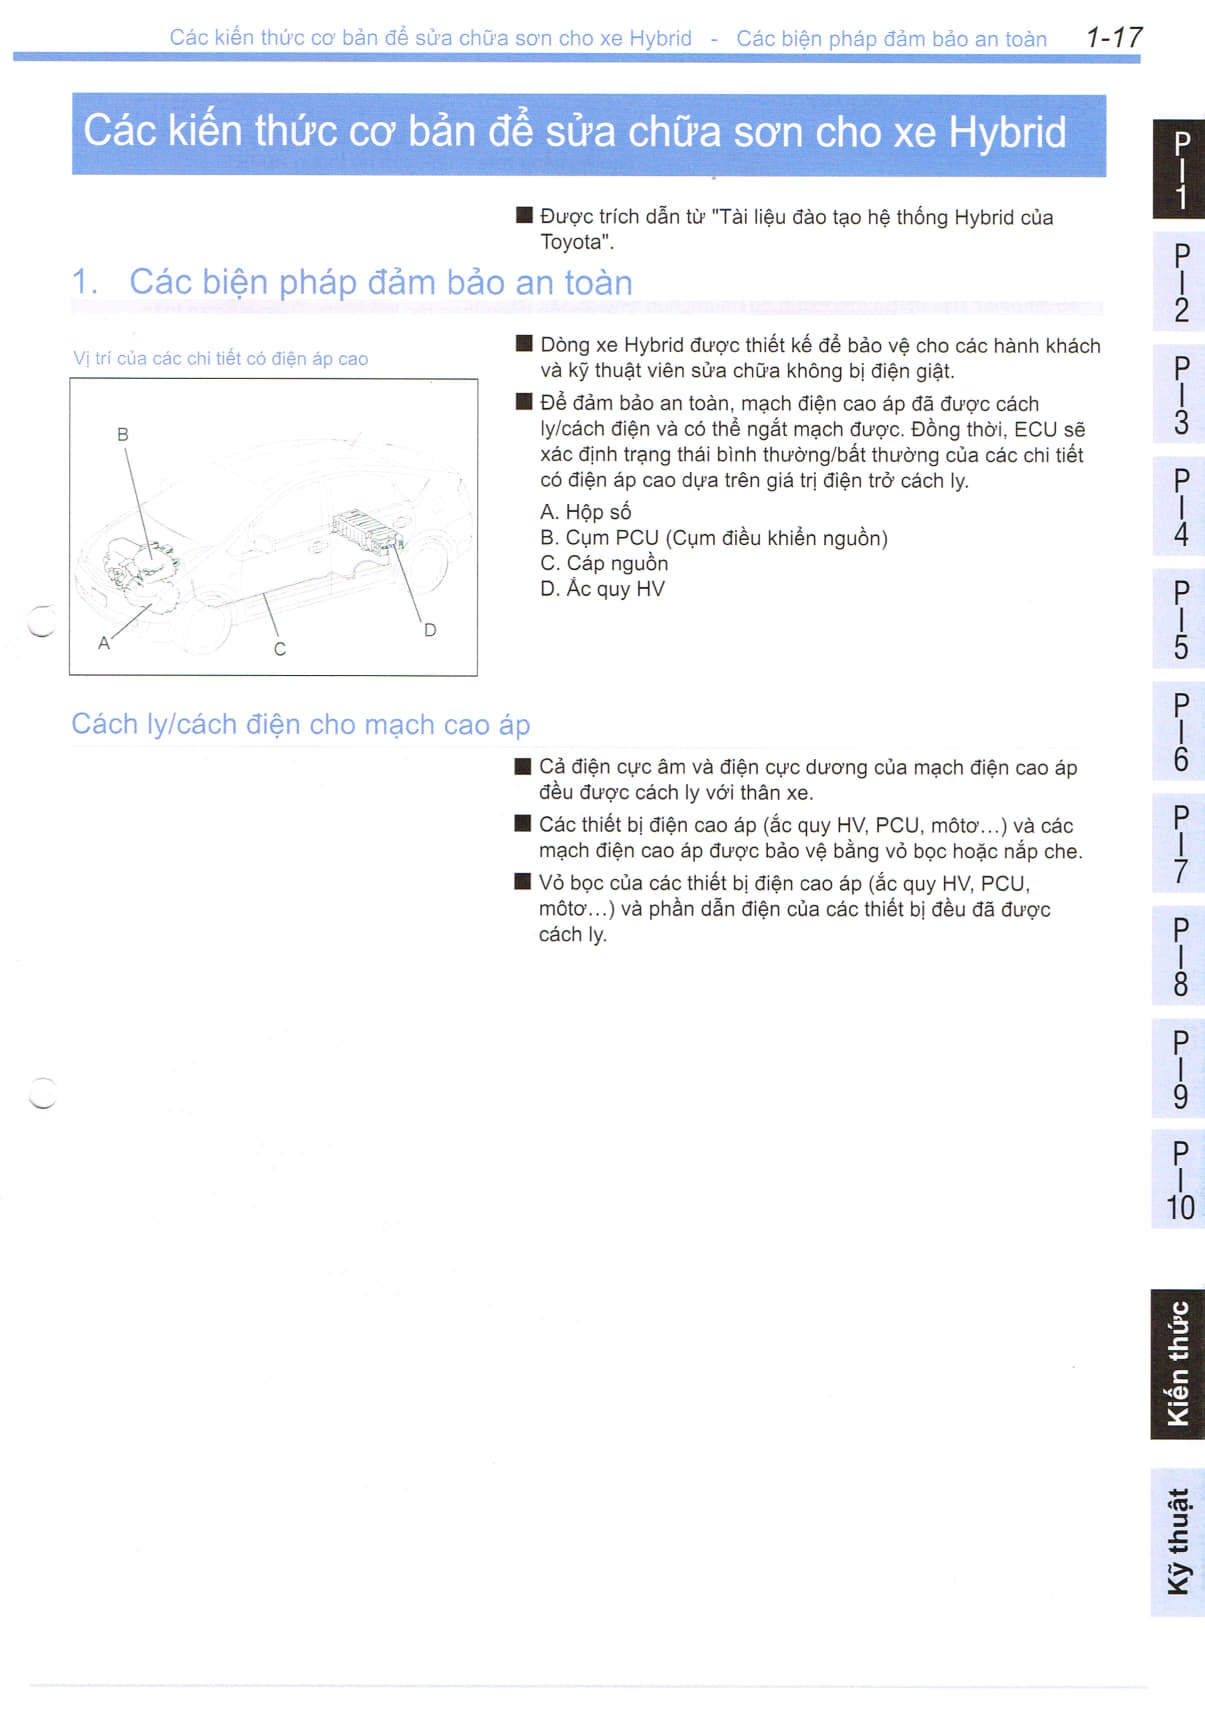 Các kiến thức cơ bản để sửa chữa sơn cho xe Hybrid - Các biện pháp đảm bảo an toàn 1-17
Các kiến thức cơ bản để sửa chữa sơn cho xe Hybrid
■ Được trích dẫn từ "Tài liệu đào tạo hệ thống Hybrid của
Toyota".
1. Các biện pháp đảm bảo an toàn
Vị trí của các chi tiết có điện áp cao
B
A
C
D
■ Dòng xe Hybrid được thiết kế để bảo vệ cho các hành khách
và kỹ thuật viên sửa chữa không bị điện giật.
■ Để đảm bảo an toàn, mạch điện cao áp đã được cách
ly/cách điện và có thể ngắt mạch được. Đồng thời, ECU sẽ
xác định trạng thái bình thường/bất thường của các chi tiết
có điện áp cao dựa trên giá trị điện trở cách ly.
A. Hộp số
B. Cụm PCU (Cụm điều khiển nguồn)
C. Cáp nguồn
D. Ắc quy HV
Cách ly/cách điện cho mạch cao áp
■ Cả điện cực âm và điện cực dương của mạch điện cao áp
đều được cách ly với thân xe.
■ Các thiết bị điện cao áp (ắc quy HV, PCU, môtơ...) và các
mạch điện cao áp được bảo vệ bằng vỏ bọc hoặc nắp che.
■ Vỏ bọc của các thiết bị điện cao áp (ắc quy HV, PCU,
môtơ...) và phần dẫn điện của các thiết bị đều đã được
cách ly.
P-1
P-2
P-3
P-4
P-5
P-6
P-7
P-8
P-9
P-10
Kiến thức
Kỹ thuật